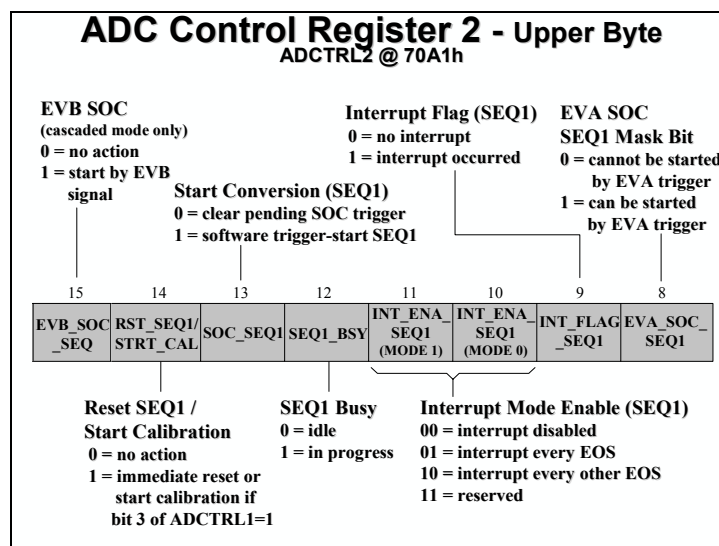 ADC Control Register 2 - Upper Byte
ADCTRL2 @ 70A1h
EVB SOC
(cascaded mode only)
0 = no action
1 = start by EVB
signal
Start Conversion (SEQ1)
0 = clear pending SOC trigger
1 = software trigger-start SEQ1
Interrupt Flag (SEQ1)
0 = no interrupt
1 = interrupt occurred
EVA SOC
SEQ1 Mask Bit
0 = cannot be started
by EVA trigger
1 = can be started
by EVA trigger
15 14 13 12 11 10 9 8
EVB_SOC
_SEQ
RST_SEQ1/
STRT_CAL
SOC_SEQ1
SEQ1_BSY
INT_ENA_
SEQ1
(MODE 1)
INT_ENA_
SEQ1
(MODE 0)
INT_FLAG
_SEQ1
EVA_SOC_
SEQ1
Reset SEQ1 /
Start Calibration
0 = no action
1 = immediate reset or
start calibration if
bit 3 of ADCTRL1=1
SEQ1 Busy
0 = idle
1 = in progress
Interrupt Mode Enable (SEQ1)
00 = interrupt disabled
01 = interrupt every EOS
10 = interrupt every other EOS
11 = reserved